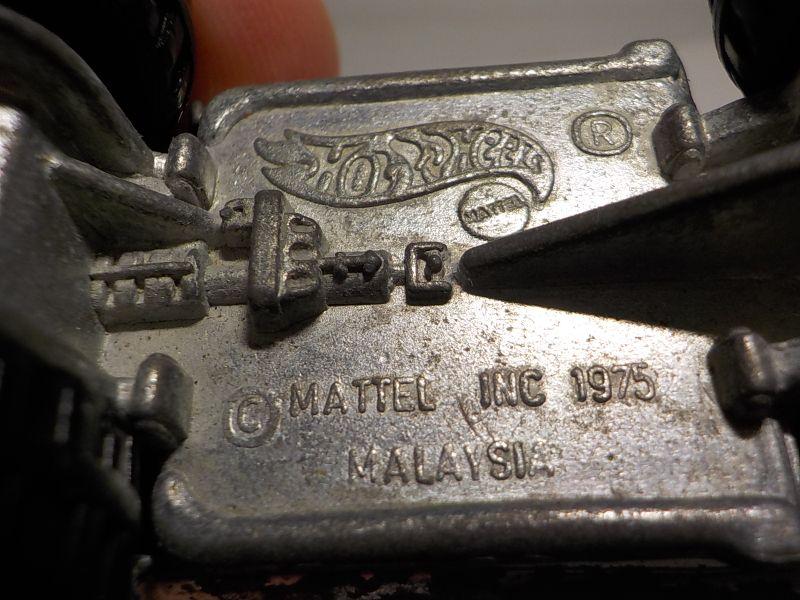 HOT WHEELS
®
MATTEL
© MATTEL INC 1975
MALAYSIA